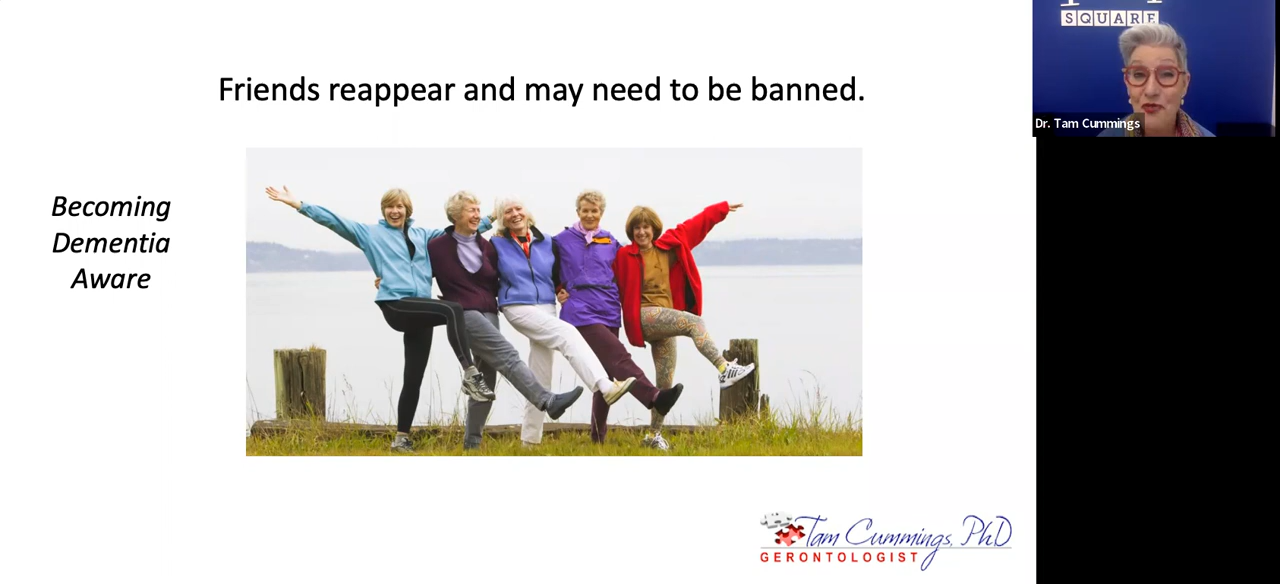 Friends reappear and may need to be banned.
Becoming
Dementia
Aware
Tam Cummings, PhD
GERONTOLOGIST
SQUARE
Dr. Tam Cummings